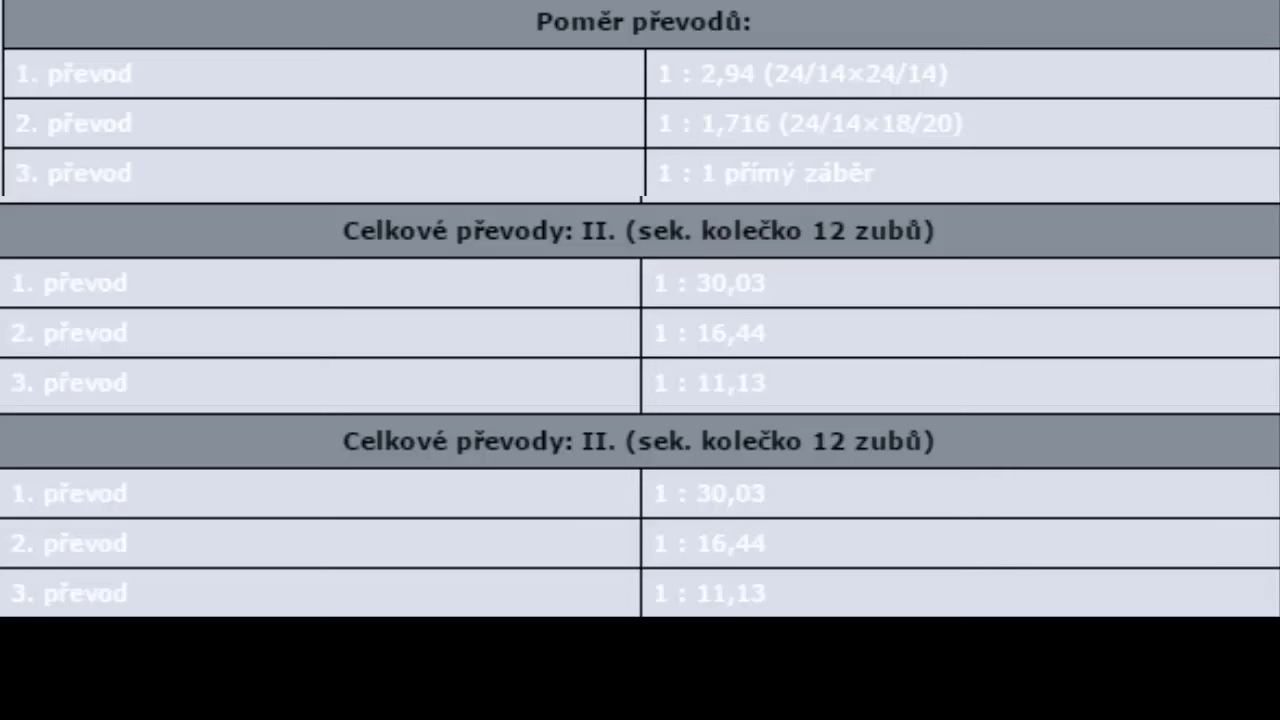 Poměr převodů:
1. převod 1 : 2,94 (24/14×24/14)
2. převod 1 : 1,716 (24/14×18/20)
3. převod 1 : 1 přímý záběr
Celkové převody: II. (sek. kolečko 12 zubů)
1. převod 1 : 30,03
2. převod 1 : 16,44
3. převod 1 : 11,13
Celkové převody: II. (sek. kolečko 12 zubů)
1. převod 1 : 30,03
2. převod 1 : 16,44
3. převod 1 : 11,13